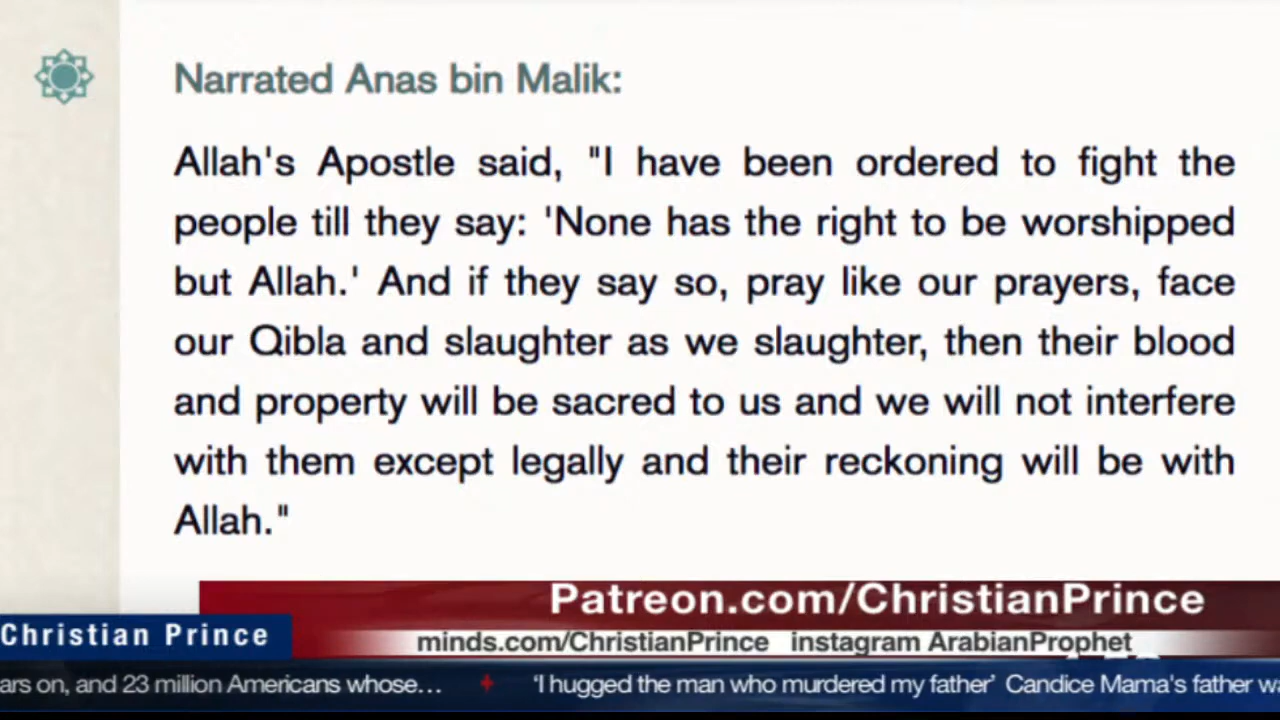 Narrated Anas bin Malik:
Allah's Apostle said, "I have been ordered to fight the
people till they say: 'None has the right to be worshipped
but Allah.' And if they say so, pray like our prayers, face
our Qibla and slaughter as we slaughter, then their blood
and property will be sacred to us and we will not interfere
with them except legally and their reckoning will be with
Allah."
Patreon.com/ChristianPrince
Christian Prince
minds.com/ChristianPrince instagram ArabianProphet
ars on, and 23 million Americans whose... 'I hugged the man who murdered my father' Candice Mama's father wa